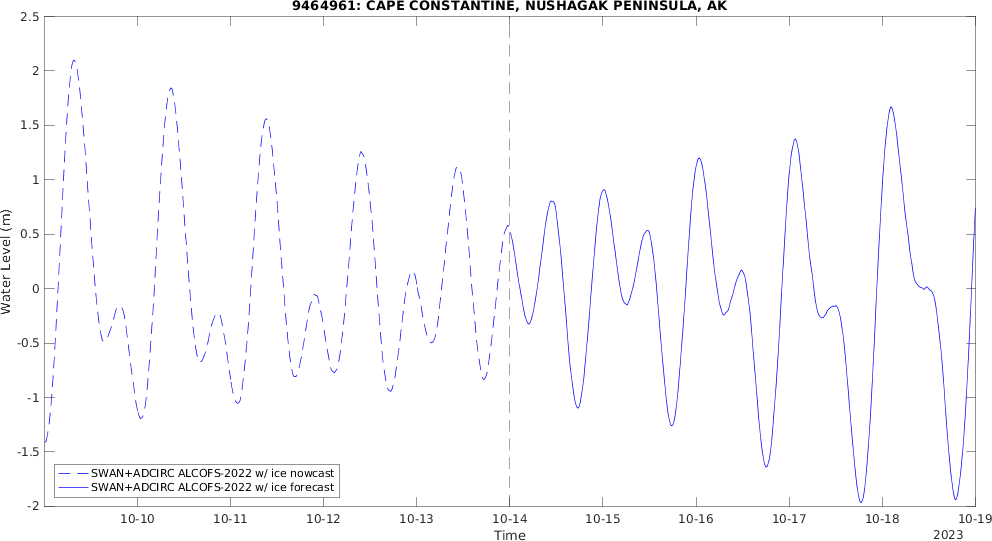 9464961: CAPE CONSTANTINE, NUSHAGAK PENINSULA, AK
2.5
2
1.5
1
0.5
0
-0.5
-1
-1.5
-2
Water Level (m)
SWAN+ADCIRC ALCOFS-2022 w/ ice nowcast
SWAN+ADCIRC ALCOFS-2022 w/ ice forecast
10-10 10-11 10-12 10-13 10-14 10-15 10-16 10-17 10-18 10-19
Time
2023